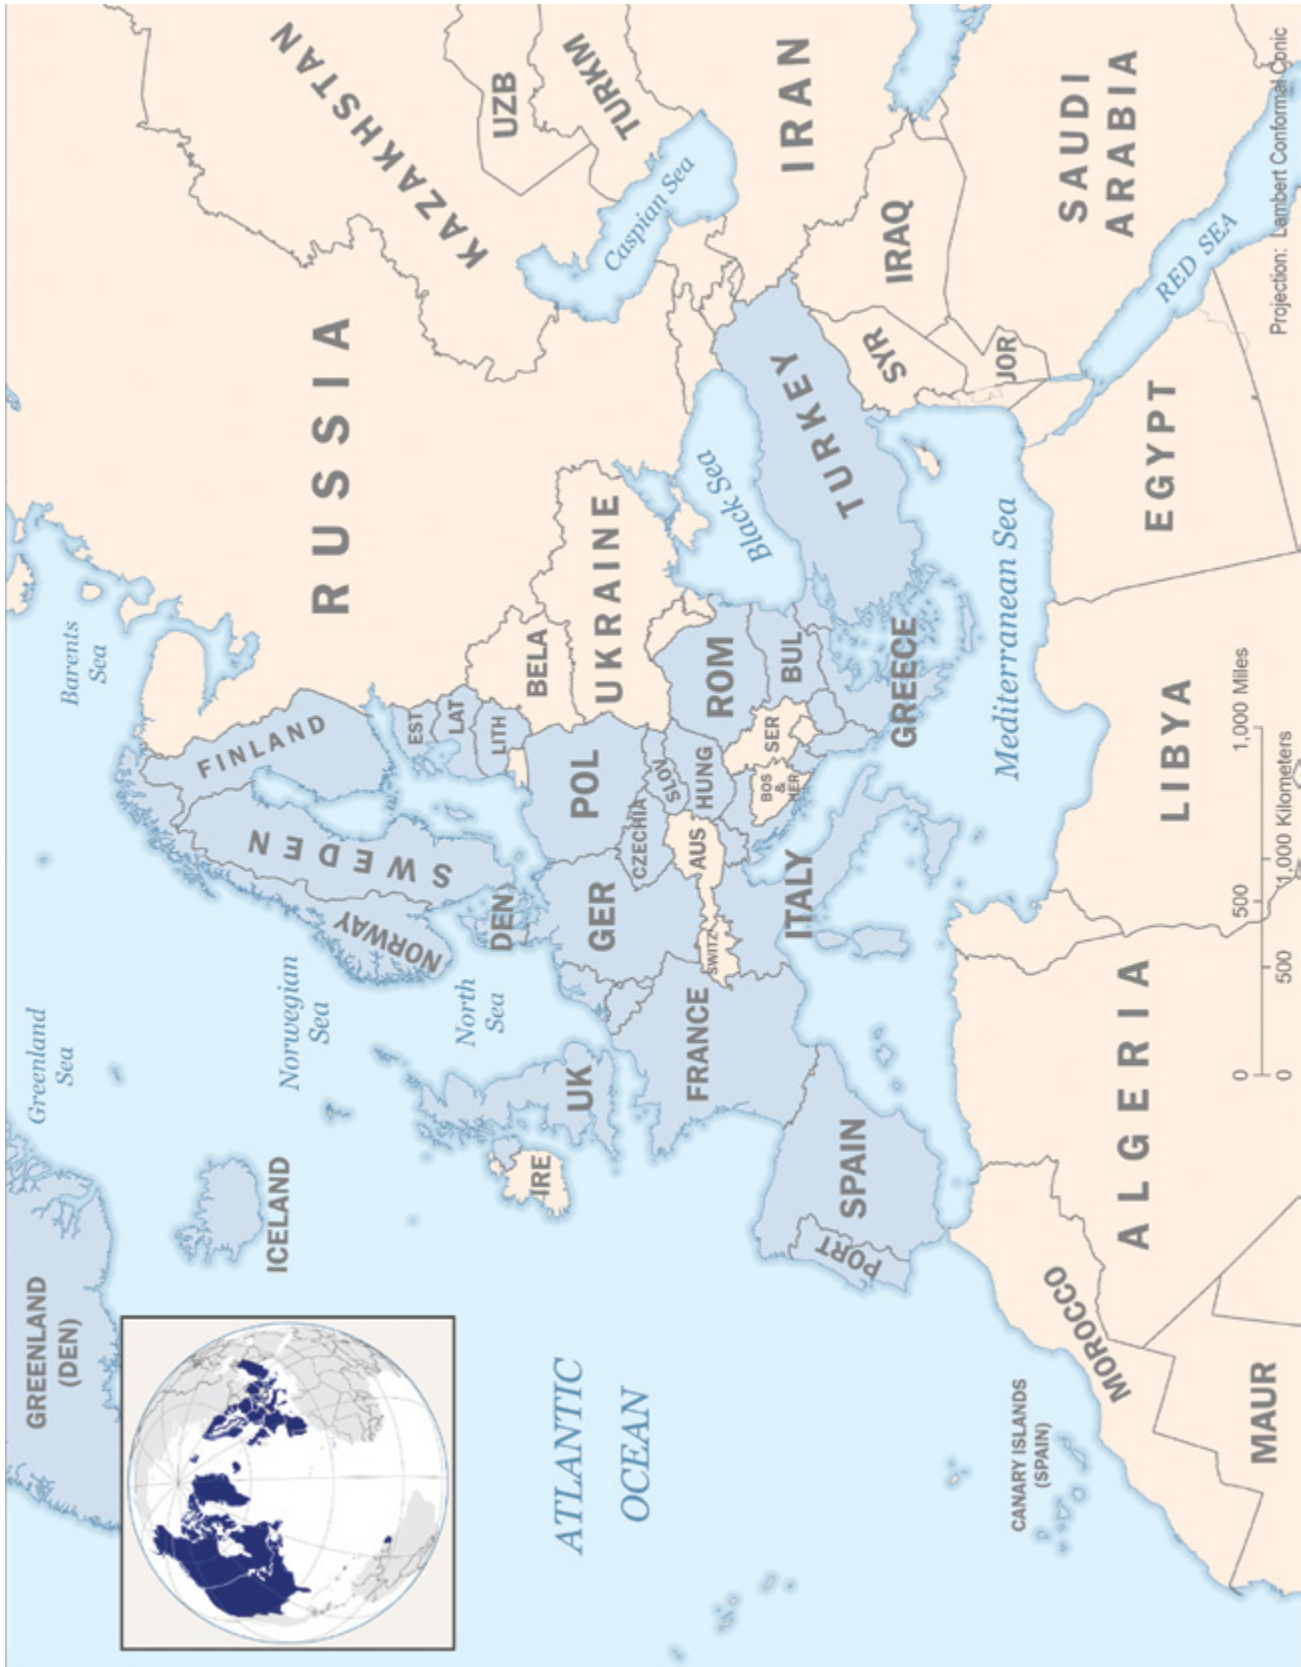 GREENLAND
(DEN)
Greenland
Sea
Barents
Sea
ICELAND
Norwegian
Sea
NORWAY
SWEDEN
FINLAND
RUSSIA
KAZAKHSTAN
UZB
TURKM
North
Sea
DEN
EST
LAT
LITH
BELA
IRE
UK
GER
POL
CZECHIA
SLOV
UKRAINE
ATLANTIC
OCEAN
FRANCE
SWITZ
AUS
HUNG
ROM
Black Sea
Caspian Sea
PORT
SPAIN
ITALY
BOS
&
HER
SER
BUL
GREECE
TURKEY
SYR
IRAQ
IRAN
JOR
Mediterranean Sea
CANARY ISLANDS
(SPAIN)
MOROCCO
ALGERIA
LIBYA
EGYPT
SAUDI
ARABIA
RED SEA
MAUR
0 500 1,000 Miles
0 500 1,000 Kilometers
Projection: Lambert Conformal Conic